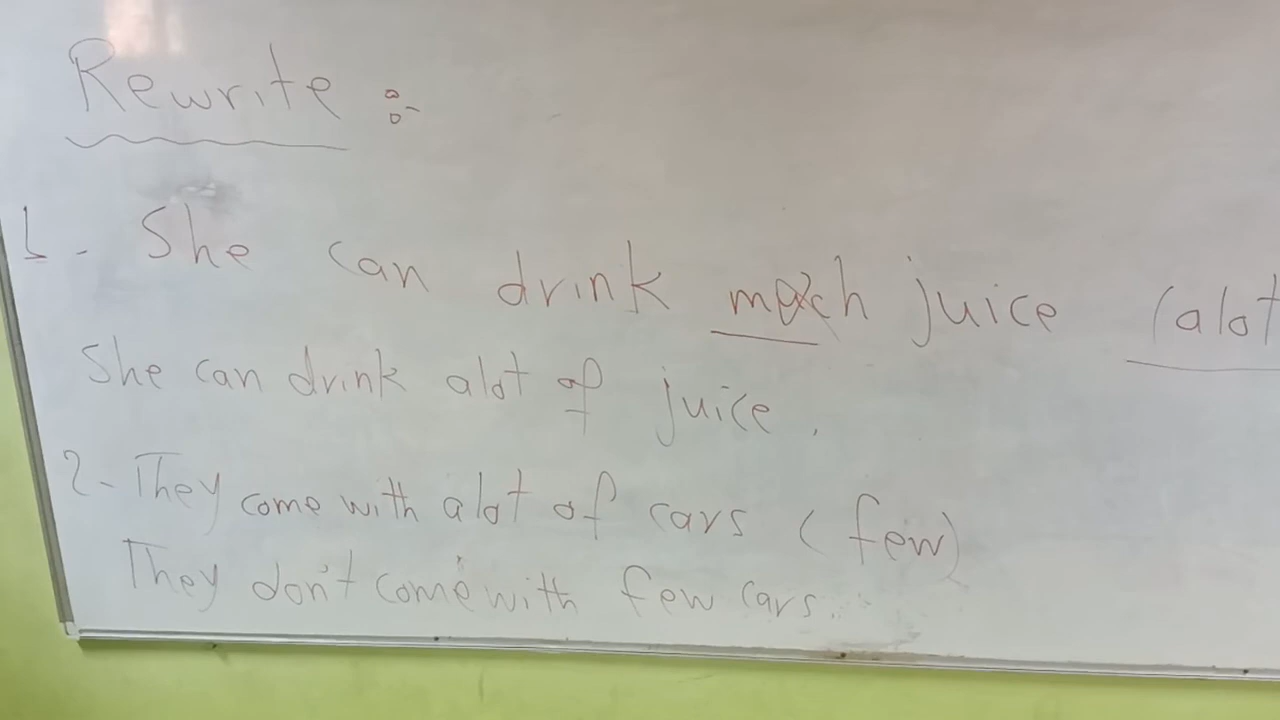 Rewrite :-
1- She can drink much juice (alot
She can drink alot of juice.
2- They come with alot of cars (few)
They don't come with few cars.